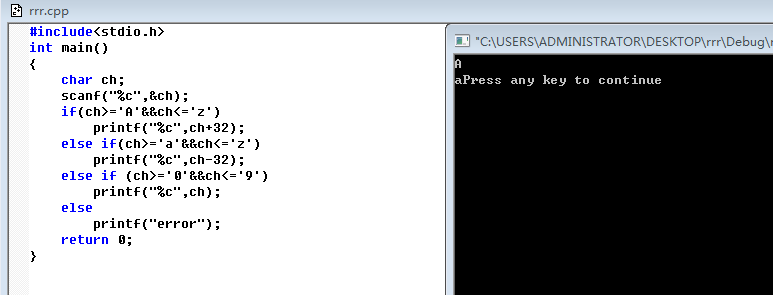 rrr.cpp
#include<stdio.h>
int main()
{
char ch;
scanf("%c",&ch);
if(ch>='A'&&ch<='z')
printf("%c",ch+32);
else if(ch>='a'&&ch<='z')
printf("%c",ch-32);
else if (ch>='0'&&ch<='9')
printf("%c",ch);
else
printf("error");
return 0;
}
"C:\USERS\ADMINISTRATOR\DESKTOP\rrr\Debug\
A
aPress any key to continue